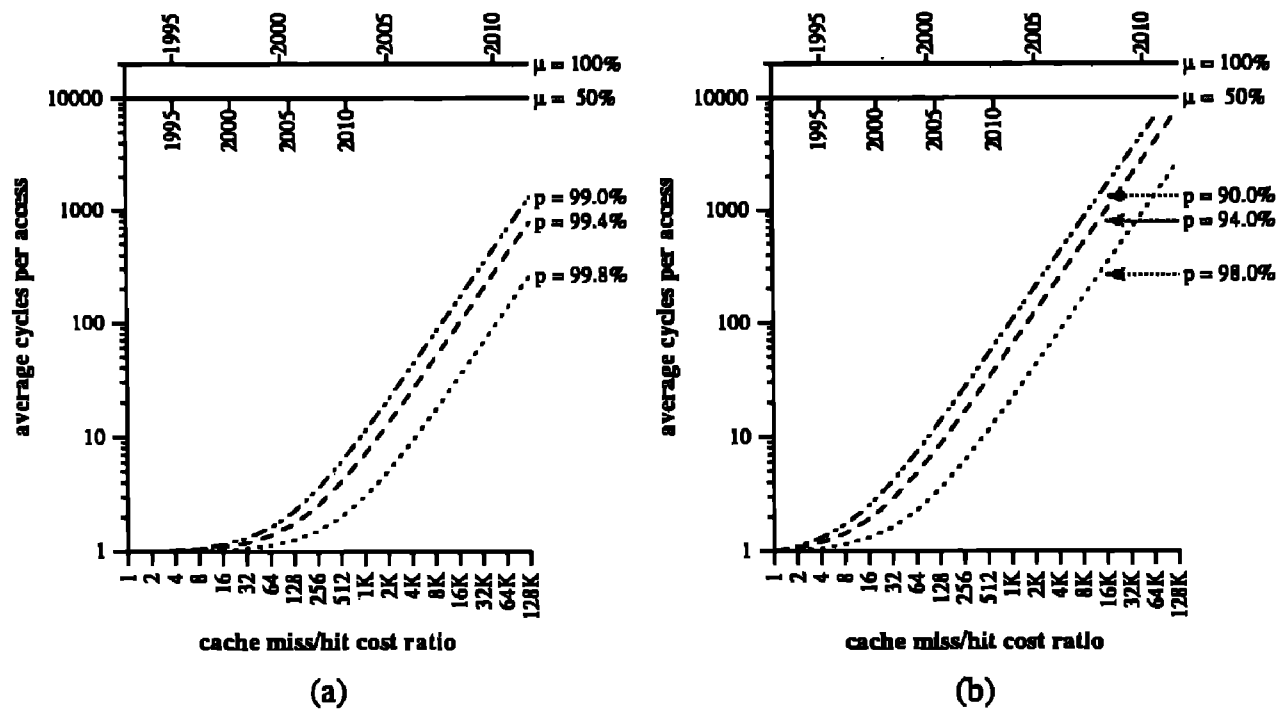 1995 2000 2005 2010
μ = 100%
10000
μ = 50%
1995 2000 2005 2010
average cycles per access
1000
100
10
1
p = 99.0%
p = 99.4%
p = 99.8%
1 2 4 8 16 32 64 128 256 512 1K 2K 4K 8K 16K 32K 64K 128K
cache miss/hit cost ratio
(a)
1995 2000 2005 2010
μ = 100%
10000
μ = 50%
1995 2000 2005 2010
average cycles per access
1000
100
10
1
p = 90.0%
p = 94.0%
p = 98.0%
1 2 4 8 16 32 64 128 256 512 1K 2K 4K 8K 16K 32K 64K 128K
cache miss/hit cost ratio
(b)